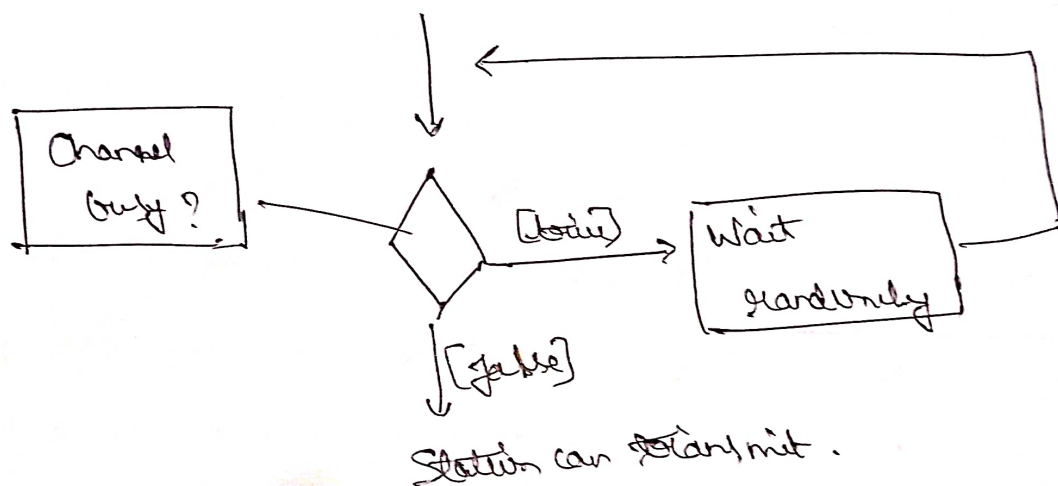 Channel
busy?
[true]
Wait
randomly
[false]
Station can transmit.